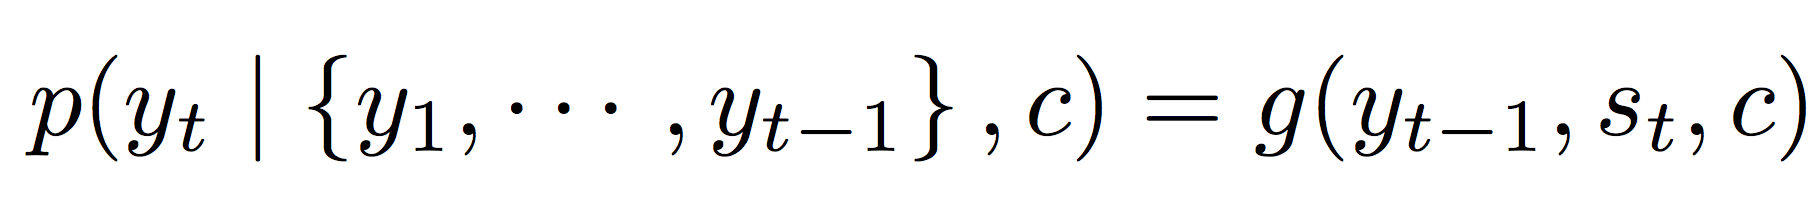 p(y_t | {y_1, ⋯ , y_{t−1}} , c) = g(y_{t−1}, s_t, c)